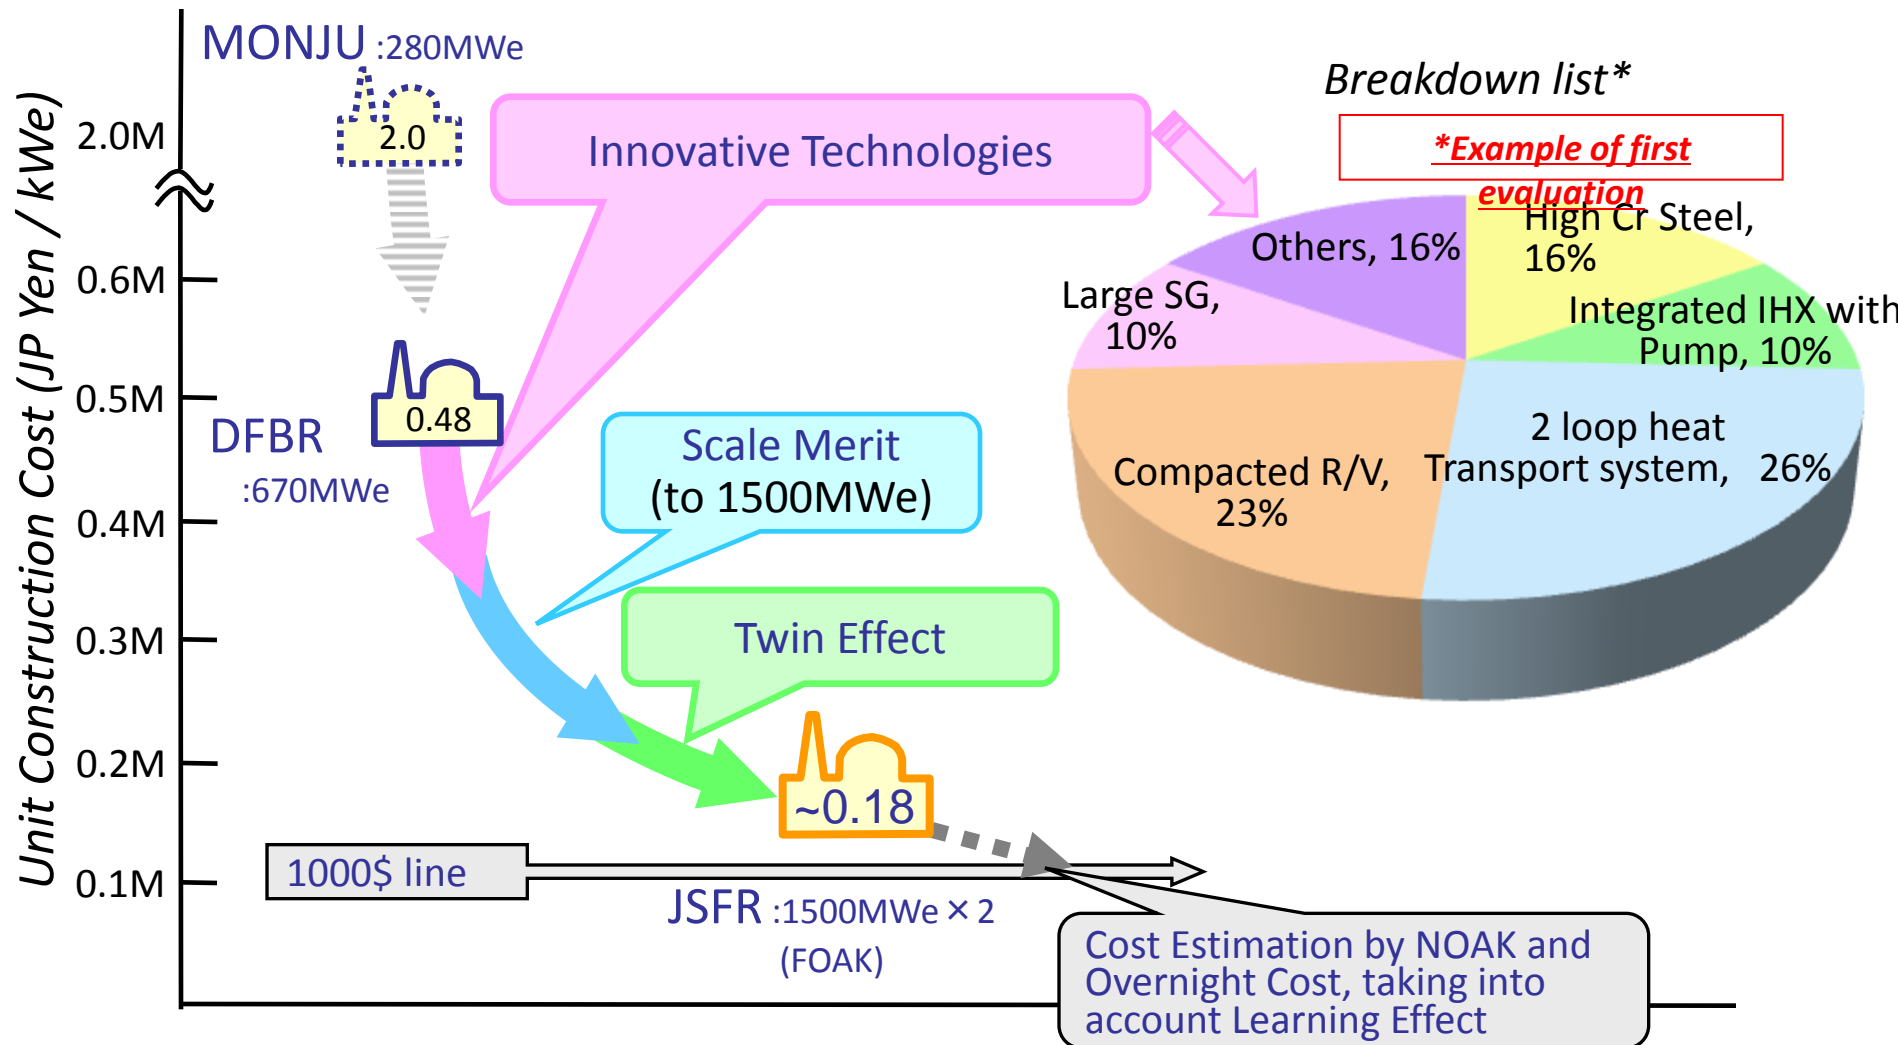 Unit Construction Cost (JP Yen / kWe)
2.0M
0.6M
0.5M
0.4M
0.3M
0.2M
0.1M
MONJU :280MWe
2.0
Innovative Technologies
DFBR
:670MWe
0.48
Scale Merit
(to 1500MWe)
Twin Effect
~0.18
1000$ line
JSFR :1500MWe × 2
(FOAK)
Cost Estimation by NOAK and
Overnight Cost, taking into
account Learning Effect
Breakdown list*
*Example of first
evaluation
High Cr Steel,
16%
Integrated IHX with
Pump, 10%
2 loop heat
Transport system, 26%
Compacted R/V,
23%
Large SG,
10%
Others, 16%